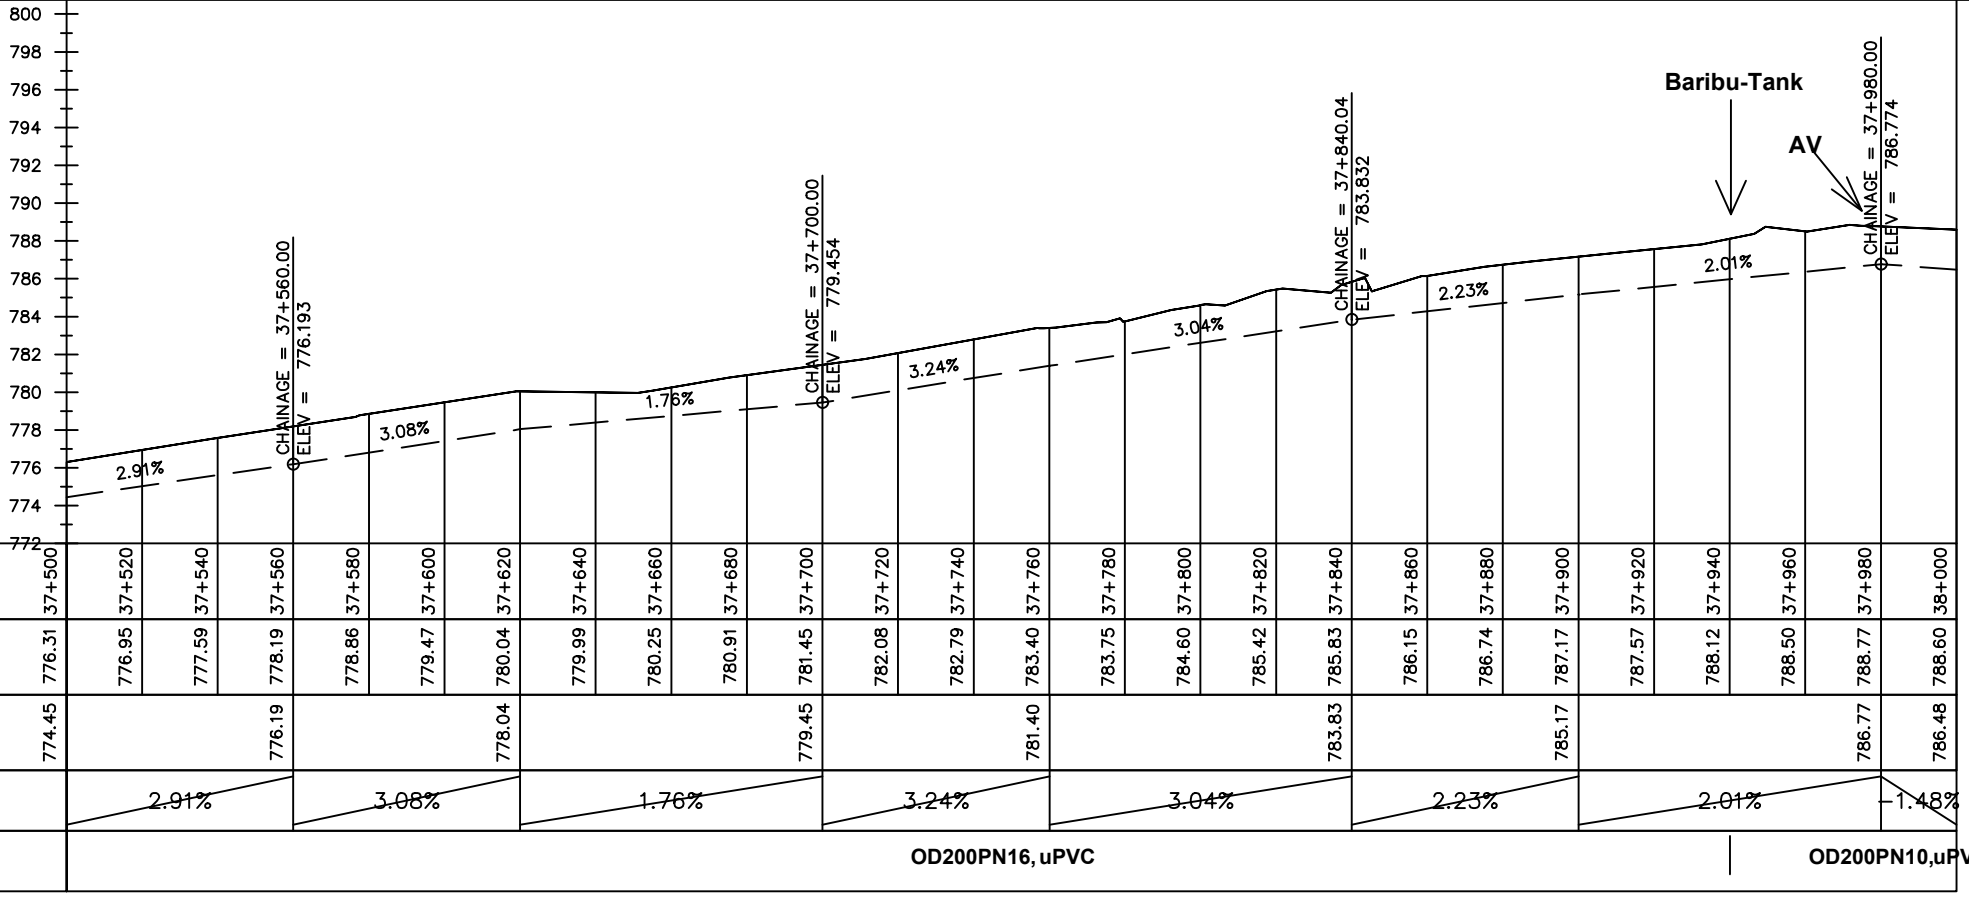 800
798
796
794
792
790
788
786
784
782
780
778
776
774
772
CHAINAGE = 37+560.00
ELEV = 776.193
CHAINAGE = 37+700.00
ELEV = 779.454
CHAINAGE = 37+840.04
ELEV = 783.832
CHAINAGE = 37+980.00
ELEV = 786.774
Baribu-Tank
AV
2.91%
3.08%
1.76%
3.24%
3.04%
2.23%
2.01%
37+500 37+520 37+540 37+560 37+580 37+600 37+620 37+640 37+660 37+680 37+700 37+720 37+740 37+760 37+780 37+800 37+820 37+840 37+860 37+880 37+900 37+920 37+940 37+960 37+980 38+000
776.31 776.95 777.59 778.19 778.86 779.47 780.04 779.99 780.25 780.91 781.45 782.08 782.79 783.40 783.75 784.60 785.42 785.83 786.15 786.74 787.17 787.57 788.12 788.50 788.77 788.60
774.45 776.19 778.04 779.45 781.40 783.83 785.17 786.77 786.48
2.91% 3.08% 1.76% 3.24% 3.04% 2.23% 2.01% -1.48%
OD200PN16, uPVC OD200PN10,uPV